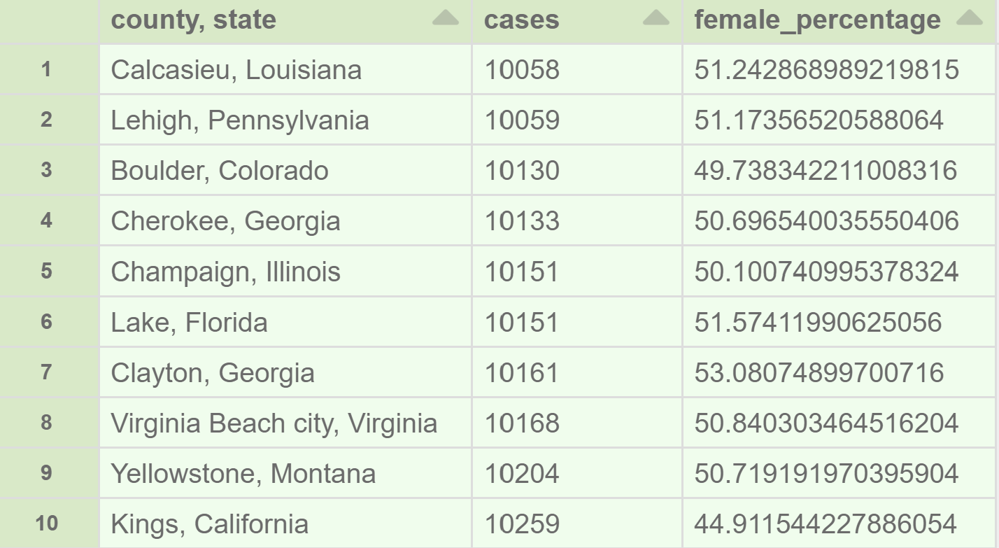 county, state cases female_percentage
1 Calcasieu, Louisiana 10058 51.242868989219815
2 Lehigh, Pennsylvania 10059 51.17356520588064
3 Boulder, Colorado 10130 49.738342211008316
4 Cherokee, Georgia 10133 50.696540035550406
5 Champaign, Illinois 10151 50.100740995378324
6 Lake, Florida 10151 51.57411990625056
7 Clayton, Georgia 10161 53.08074899700716
8 Virginia Beach city, Virginia 10168 50.840303464516204
9 Yellowstone, Montana 10204 50.719191970395904
10 Kings, California 10259 44.911544227886054